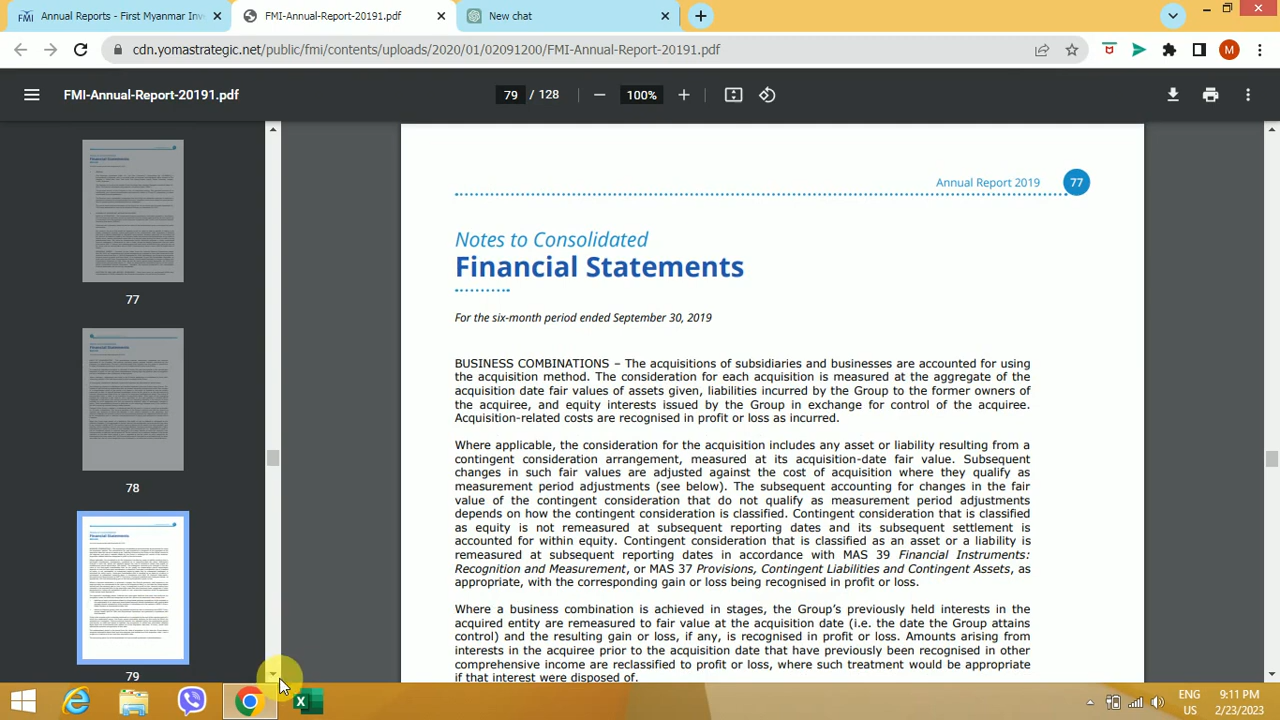 Annual Reports - First Myanmar Inv
FMI-Annual-Report-20191.pdf
New chat
cdn.yomastrategic.net/public/fmi/contents/uploads/2020/01/02091200/FMI-Annual-Report-20191.pdf
M
FMI-Annual-Report-20191.pdf
79 / 128
100%
77
78
79
Annual Report 2019 77
Notes to Consolidated
Financial Statements
For the six-month period ended September 30, 2019
BUSINESS COMBINATIONS – The acquisitions of subsidiaries and businesses are accounted for using
the acquisition method. The consideration for each acquisition is measured at the aggregate of the
acquisition date fair values of assets given, liabilities incurred by the Group to the former owners of
the acquiree, and equity interests issued by the Group in exchange for control of the acquiree.
Acquisition-related costs are recognised in profit or loss as incurred.
Where applicable, the consideration for the acquisition includes any asset or liability resulting from a
contingent consideration arrangement, measured at its acquisition-date fair value. Subsequent
changes in such fair values are adjusted against the cost of acquisition where they qualify as
measurement period adjustments (see below). The subsequent accounting for changes in the fair
value of the contingent consideration that do not qualify as measurement period adjustments
depends on how the contingent consideration is classified. Contingent consideration that is classified
as equity is not remeasured at subsequent reporting dates and its subsequent settlement is
accounted for within equity. Contingent consideration that is classified as an asset or a liability is
remeasured at subsequent reporting dates in accordance with MAS 39 Financial Instruments:
Recognition and Measurement, or MAS 37 Provisions, Contingent Liabilities and Contingent Assets, as
appropriate, with the corresponding gain or loss being recognised in profit or loss.
Where a business combination is achieved in stages, the Group's previously held interests in the
acquired entity are remeasured to fair value at the acquisition date (i.e. the date the Group attains
control) and the resulting gain or loss, if any, is recognised in profit or loss. Amounts arising from
interests in the acquiree prior to the acquisition date that have previously been recognised in other
comprehensive income are reclassified to profit or loss, where such treatment would be appropriate
if that interest were disposed of.
ENG
US
9:11 PM
2/23/2023